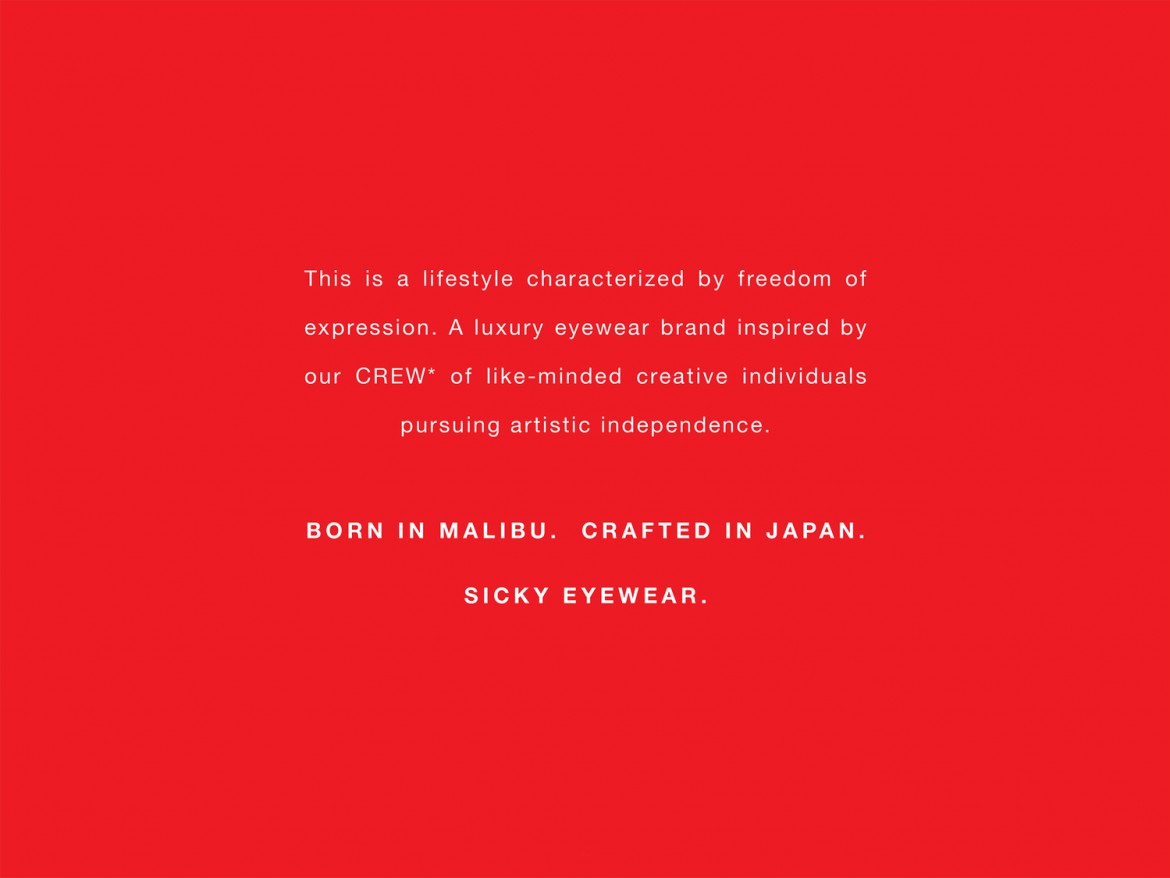 This is a lifestyle characterized by freedom of
expression. A luxury eyewear brand inspired by
our CREW* of like-minded creative individuals
pursuing artistic independence.
BORN IN MALIBU.  CRAFTED IN JAPAN.
SICKY EYEWEAR.